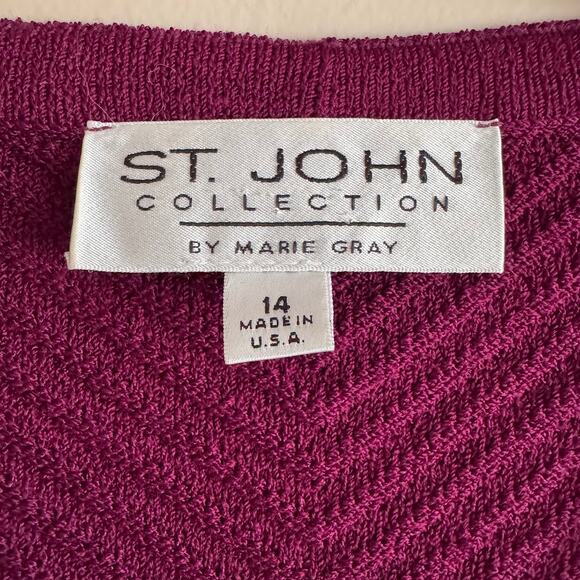 ST. JOHN
COLLECTION
BY MARIE GRAY
14
MADE IN
U.S.A.